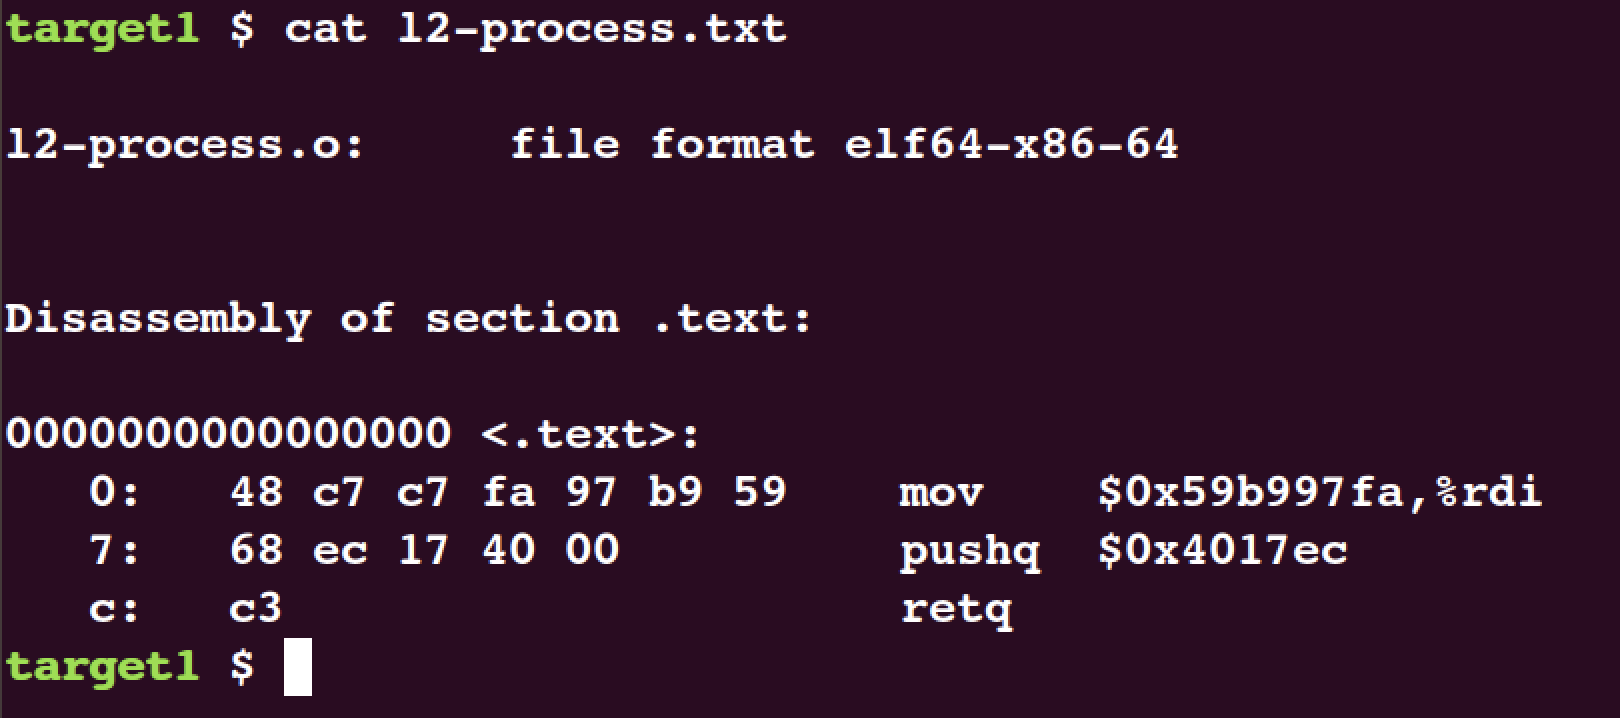 target1 $ cat l2-process.txt
l2-process.o:     file format elf64-x86-64
Disassembly of section .text:
0000000000000000 <.text>:
   0:   48 c7 c7 fa 97 b9 59    mov    $0x59b997fa,%rdi
   7:   68 ec 17 40 00          pushq  $0x4017ec
   c:   c3                      retq
target1 $